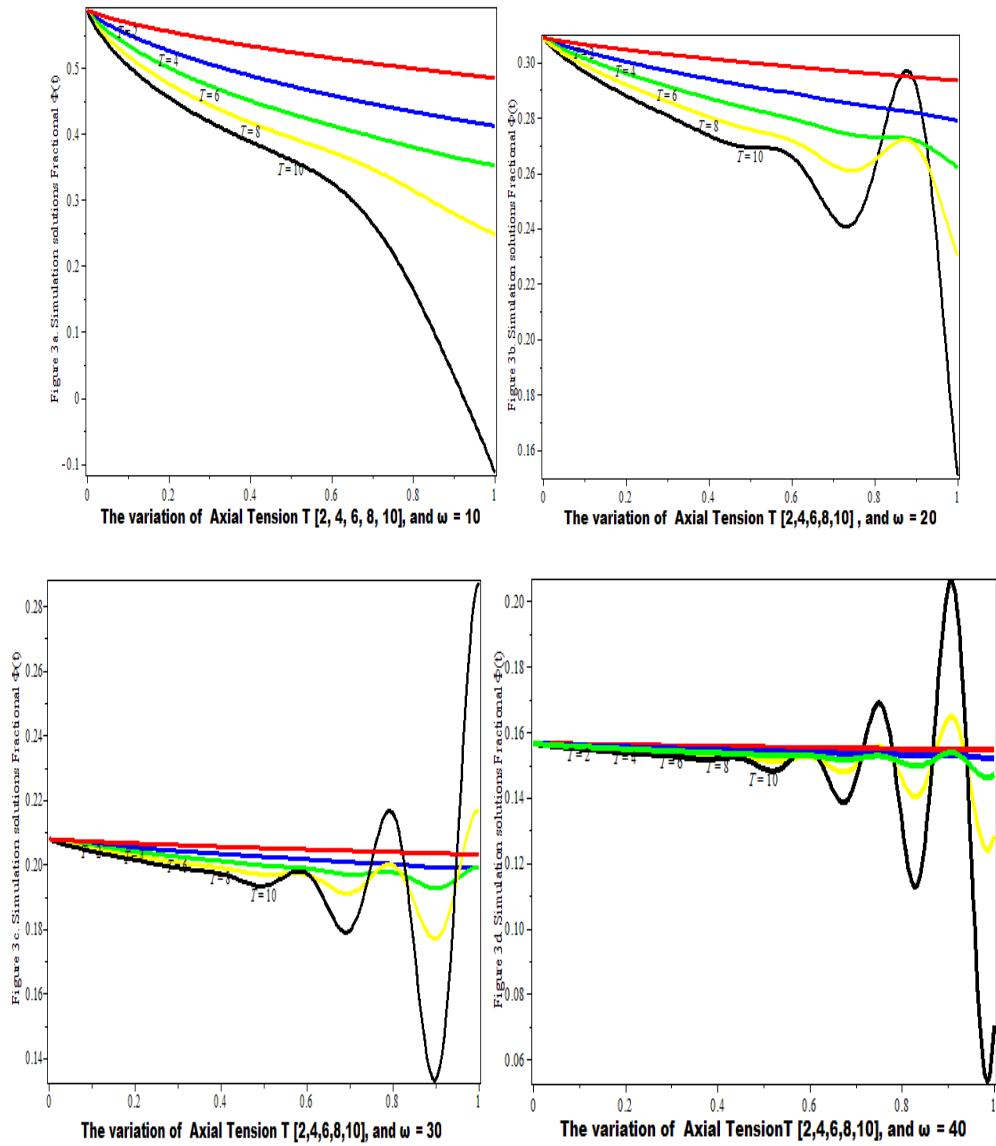 Figure 3 a. Simulation solutions Fractional Φ(t)
0.5
0.4
0.3
0.2
0.1
0
-0.1
T = 4
T = 6
T = 8
T = 10
0 0.2 0.4 0.6 0.8 1
The variation of Axial Tension T [2, 4, 6, 8, 10], and ω = 10
Figure 3 b. Simulation solutions Fractional Φ(t)
0.30
0.28
0.26
0.24
0.22
0.20
0.18
0.16
T = 4
T = 6
T = 8
T = 10
0 0.2 0.4 0.6 0.8 1
The variation of Axial Tension T [2,4,6,8,10] , and ω = 20
Figure 3 c. Simulation solutions Fractional Φ(t)
0.28
0.26
0.24
0.22
0.20
0.18
0.16
0.14
T = 8
T = 10
0 0.2 0.4 0.6 0.8 1
The variation of Axial Tension T [2,4,6,8,10], and ω = 30
Figure 3 d. Simulation solutions Fractional Φ(t)
0.20
0.18
0.16
0.14
0.12
0.10
0.08
0.06
T = 2
T = 4
T = 6
T = 8
T = 10
0 0.2 0.4 0.6 0.8 1
The variation of Axial TensionT [2,4,6,8,10], and ω = 40